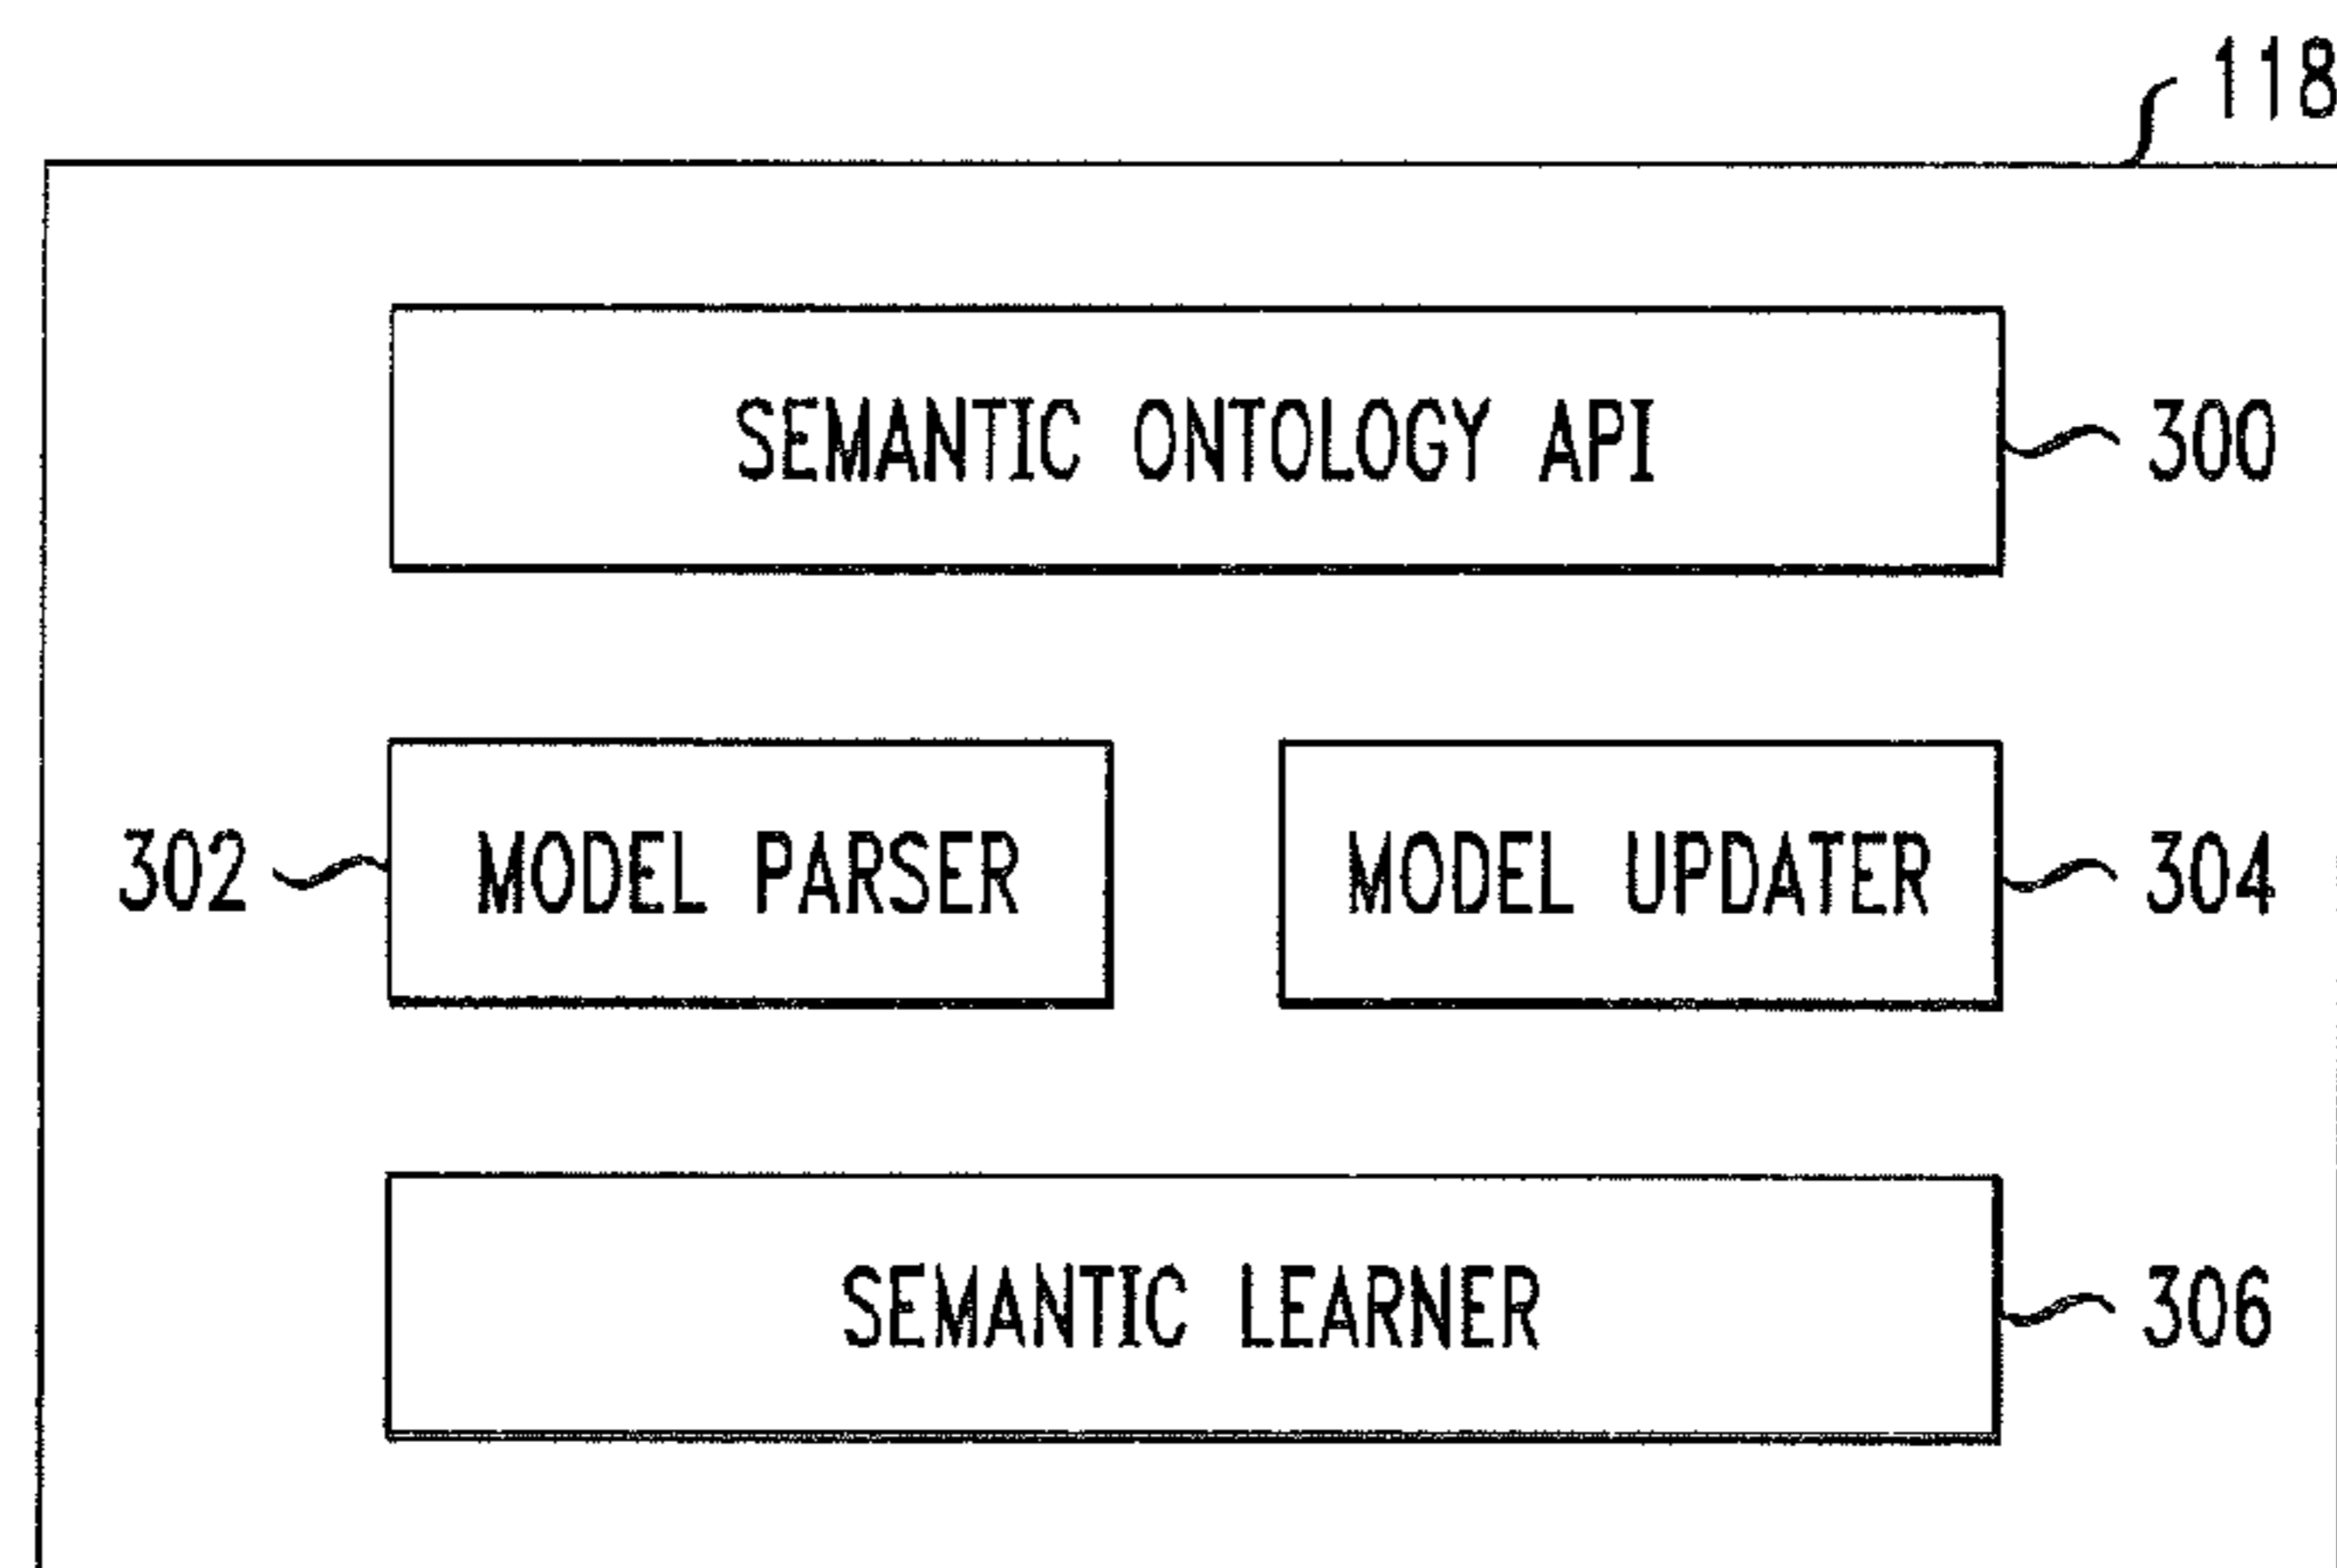 118
SEMANTIC ONTOLOGY API 300
302 MODEL PARSER MODEL UPDATER 304
SEMANTIC LEARNER 306